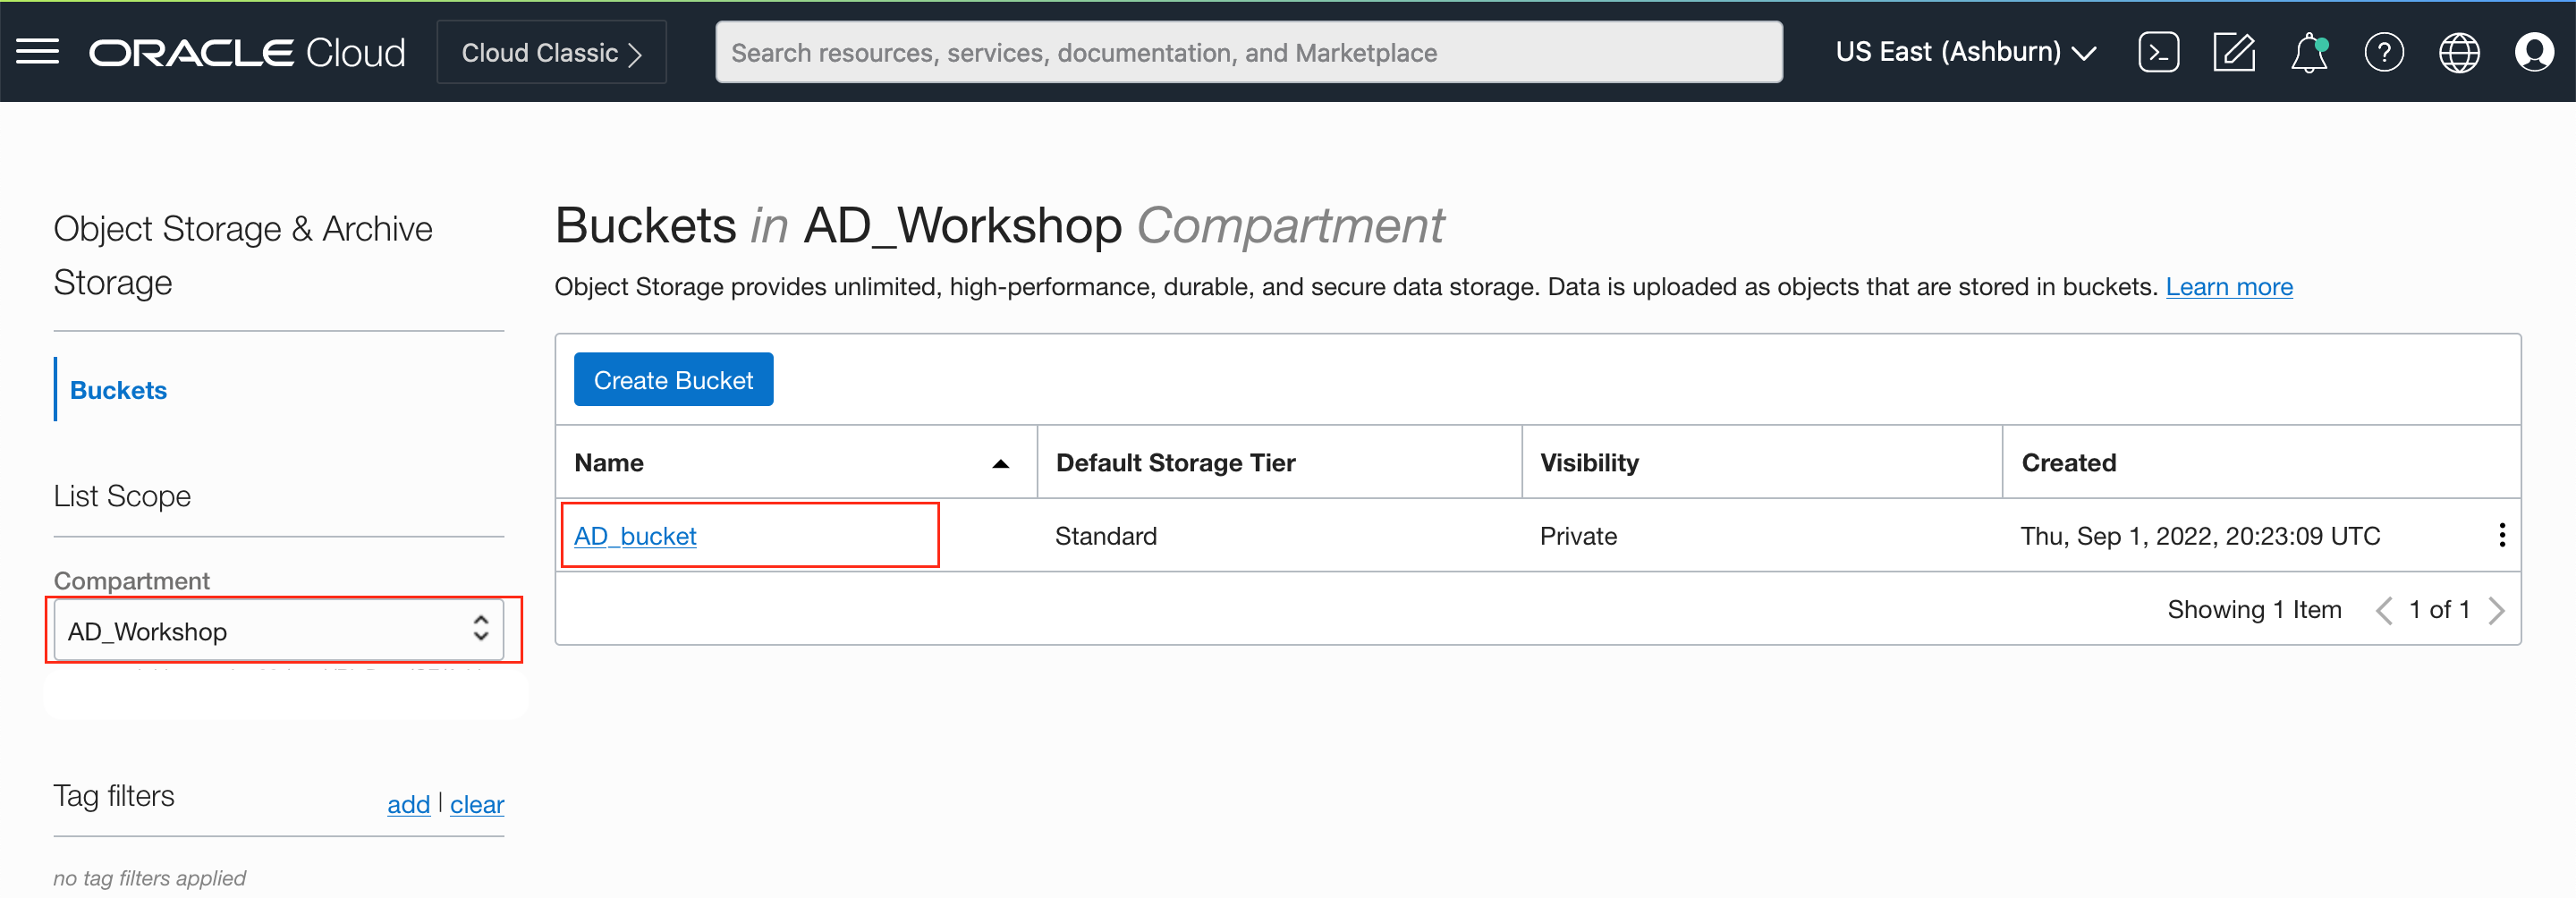 ORACLE Cloud
Cloud Classic
Search resources, services, documentation, and Marketplace
US East (Ashburn)
Object Storage & Archive
Storage
Buckets
List Scope
Compartment
AD_Workshop
Tag filters
add | clear
no tag filters applied
Buckets in AD_Workshop Compartment
Object Storage provides unlimited, high-performance, durable, and secure data storage. Data is uploaded as objects that are stored in buckets. Learn more
Create Bucket
Name Default Storage Tier Visibility Created
AD_bucket Standard Private Thu, Sep 1, 2022, 20:23:09 UTC
Showing 1 Item 1 of 1